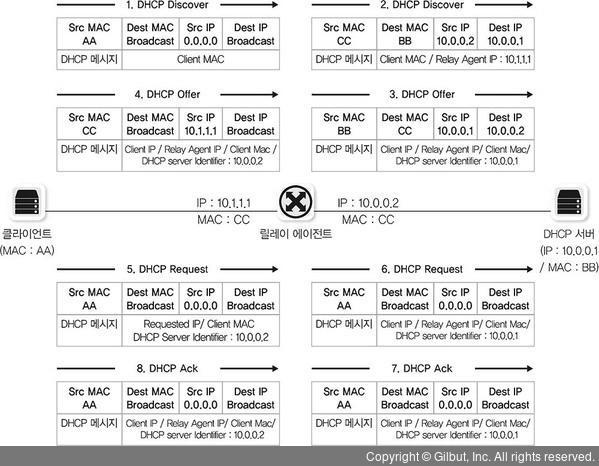 1. DHCP Discover
Src MAC Dest MAC Src IP Dest IP
AA Broadcast 0.0.0.0 Broadcast
DHCP 메시지 Client MAC
2. DHCP Discover
Src MAC Dest MAC Src IP Dest IP
CC BB 10.0.0.2 10.0.0.1
DHCP 메시지 Client MAC / Relay Agent IP : 10.1.1.1
4. DHCP Offer
Src MAC Dest MAC Src IP Dest IP
CC Broadcast 10.1.1.1 Broadcast
DHCP 메시지 Client IP / Relay Agent IP / Client Mac/
DHCP server Identifier : 10.0.0.2
3. DHCP Offer
Src MAC Dest MAC Src IP Dest IP
BB CC 10.0.0.1 10.0.0.2
DHCP 메시지 Client IP / Relay Agent IP/ Client Mac/
DHCP server Identifier : 10.0.0.1
IP : 10.1.1.1
MAC : CC
IP : 10.0.0.2
MAC : CC
클라이언트
(MAC : AA)
릴레이 에이전트
DHCP 서버
(IP : 10.0.0.1
/ MAC : BB)
5. DHCP Request
Src MAC Dest MAC Src IP Dest IP
AA Broadcast 0.0.0.0 Broadcast
DHCP 메시지 Requested IP/ Client MAC
DHCP Server Identifier : 10.0.0.2
6. DHCP Request
Src MAC Dest MAC Src IP Dest IP
AA Broadcast 0.0.0.0 Broadcast
DHCP 메시지 Client IP / Relay Agent IP/ Client Mac/
DHCP server Identifier : 10.0.0.1
8. DHCP Ack
Src MAC Dest MAC Src IP Dest IP
AA Broadcast 0.0.0.0 Broadcast
DHCP 메시지 Client IP / Relay Agent IP/ Client Mac/
DHCP server Identifier : 10.0.0.2
7. DHCP Ack
Src MAC Dest MAC Src IP Dest IP
AA Broadcast 0.0.0.0 Broadcast
DHCP 메시지 Client IP / Relay Agent IP/ Client Mac/
DHCP server Identifier : 10.0.0.1
Copyright © Gilbut, Inc. All rights reserved.